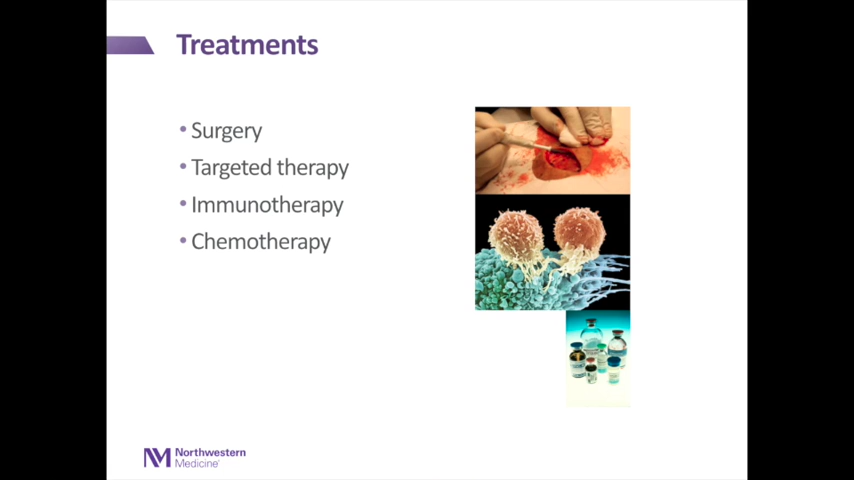 Treatments
• Surgery
• Targeted therapy
• Immunotherapy
• Chemotherapy
Northwestern
Medicine